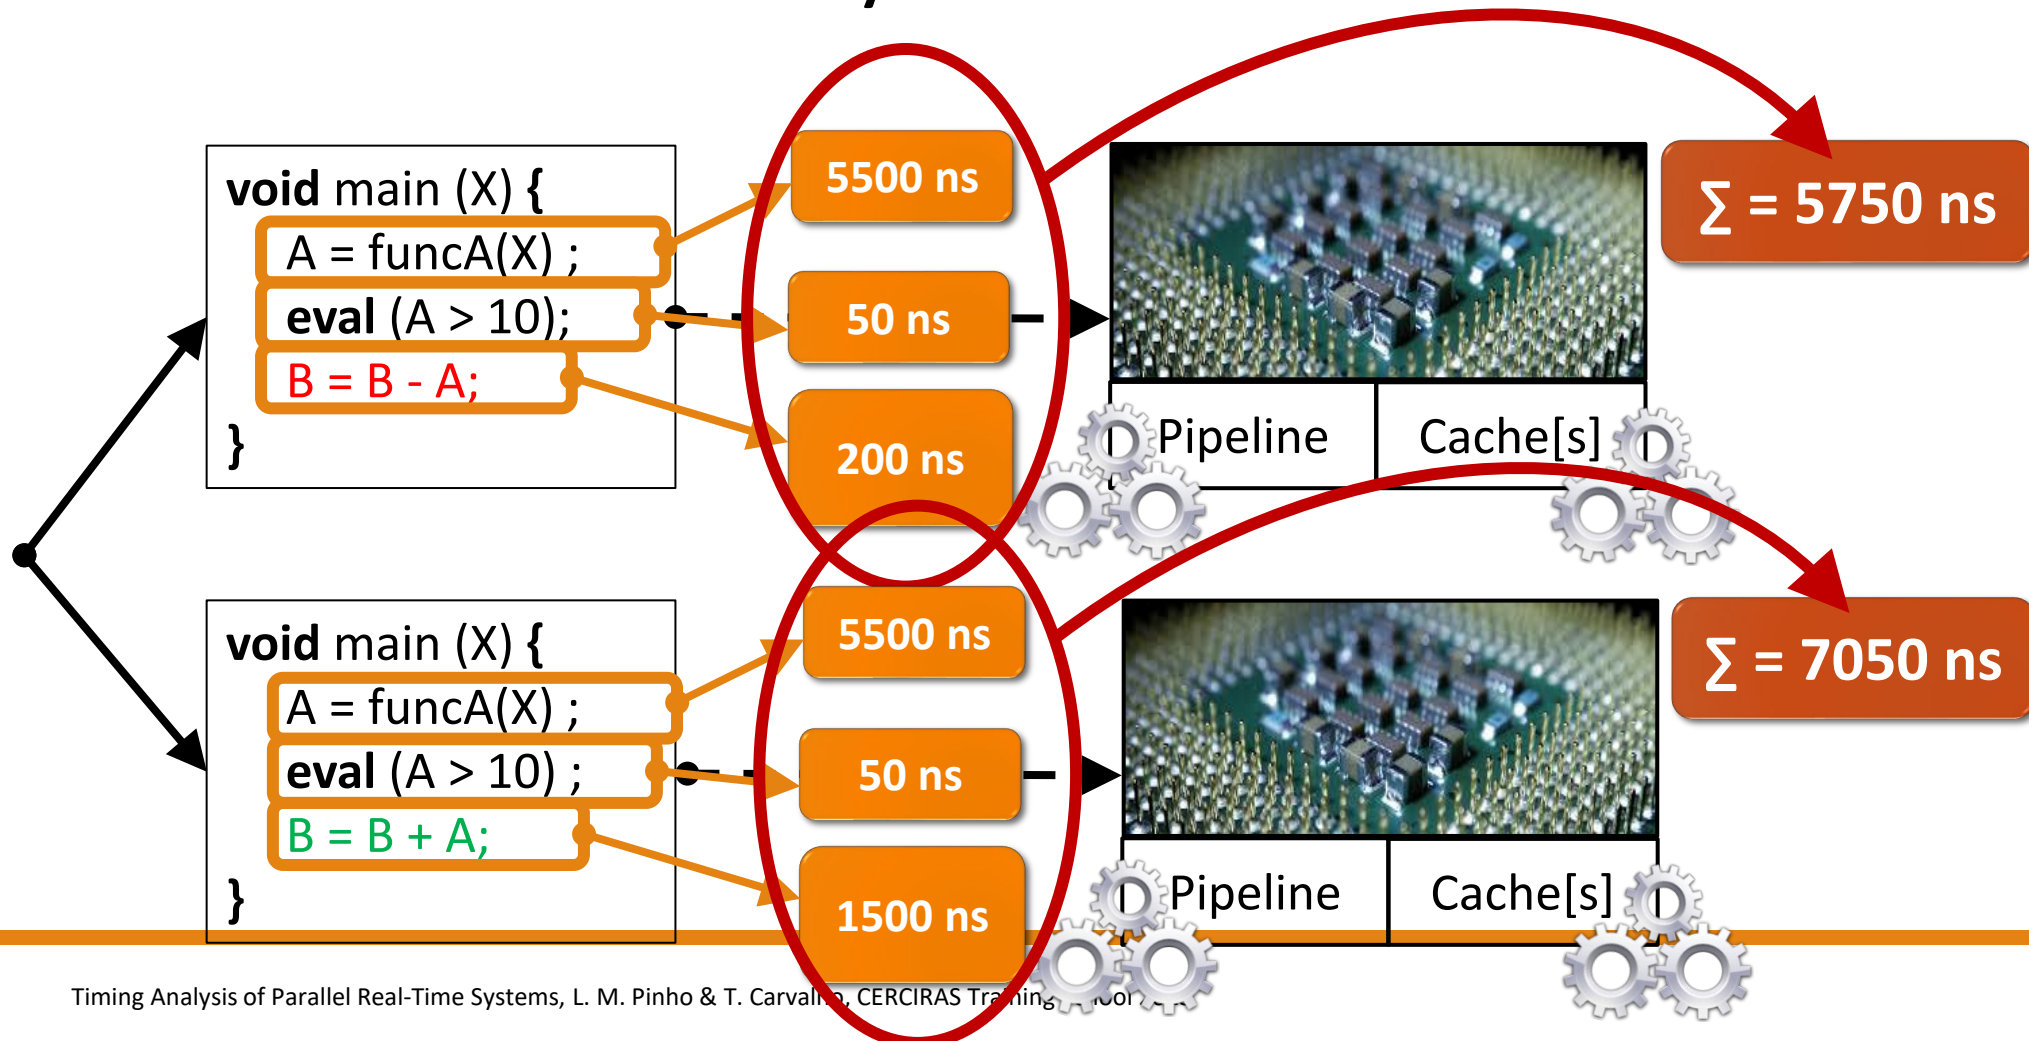 void main (X) {
A = funcA(X) ;
eval (A > 10);
B = B - A;
}
5500 ns
50 ns
200 ns
Pipeline
Cache[s]
∑ = 5750 ns
void main (X) {
A = funcA(X) ;
eval (A > 10) ;
B = B + A;
}
5500 ns
50 ns
1500 ns
Pipeline
Cache[s]
∑ = 7050 ns
Timing Analysis of Parallel Real-Time Systems, L. M. Pinho & T. Carvalho, CERCIRAS Training